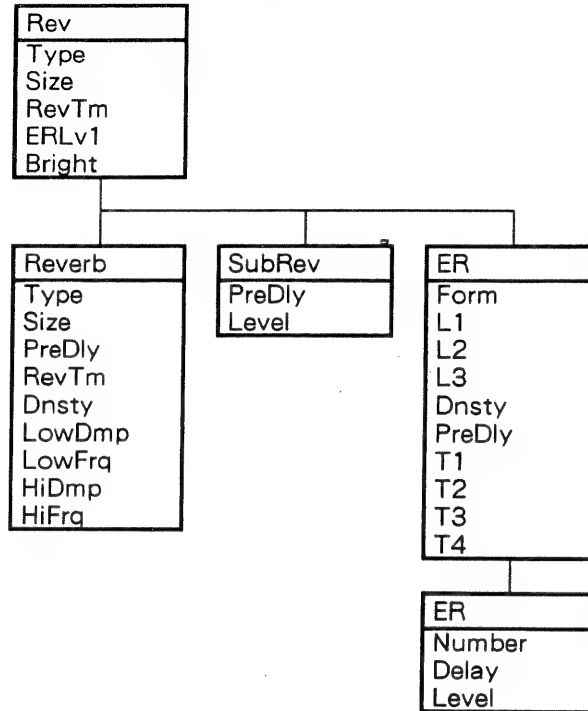 Rev
Type
Size
RevTm
ERLv1
Bright
Reverb
Type
Size
PreDly
RevTm
Dnsty
LowDmp
LowFrq
HiDmp
HiFrq
SubRev
PreDly
Level
ER
Form
L1
L2
L3
Dnsty
PreDly
T1
T2
T3
T4
ER
Number
Delay
Level